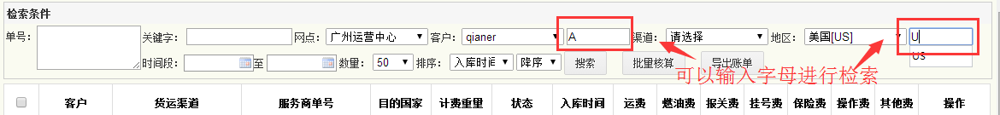 检索条件
单号： 关键字： 网点： 广州运营中心 客户： qianer A 渠道： 请选择 地区： 美国[US] U
US
时间段： 至 数量： 50 排序： 入库时间 降序 搜索 批量核算 导出账单
可以输入字母进行检索
客户 货运渠道 服务商单号 目的国家 计费重量 状态 入库时间 运费 燃油费 报关费 挂号费 保险费 操作费 其他费 操作